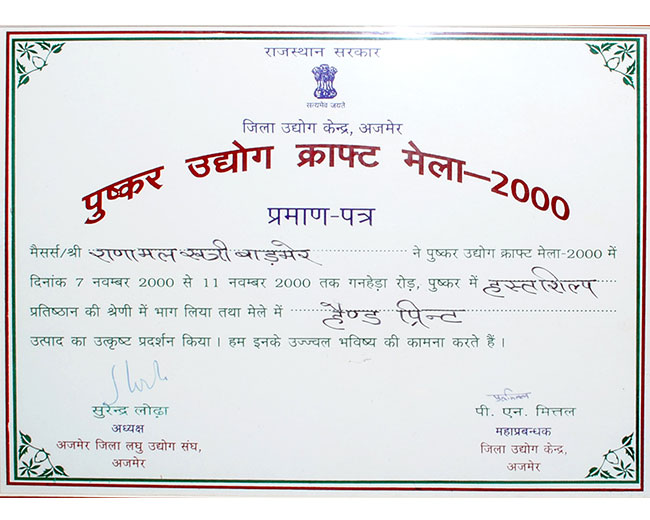 राजस्थान सरकार
सत्यमेव जयते
जिला उद्योग केन्द्र, अजमेर
पुष्कर उद्योग क्राफ्ट मेला-2000
प्रमाण-पत्र
मैसर्स/श्री राणामल खत्री बाड़मेर ने पुष्कर उद्योग क्राफ्ट मेला-2000 में
दिनांक 7 नवम्बर 2000 से 11 नवम्बर 2000 तक गनहेड़ा रोड़, पुष्कर में हस्तशिल्प
प्रतिष्ठान की श्रेणी में भाग लिया तथा मेले में हैण्ड प्रिन्ट
उत्पाद का उत्कृष्ट प्रदर्शन किया। हम इनके उज्ज्वल भविष्य की कामना करते हैं।
सुरेन्द्र लोढ़ा
अध्यक्ष
अजमेर जिला लघु उद्योग संघ,
अजमेर
पी. एन. मित्तल
महाप्रबन्धक
जिला उद्योग केन्द्र,
अजमेर